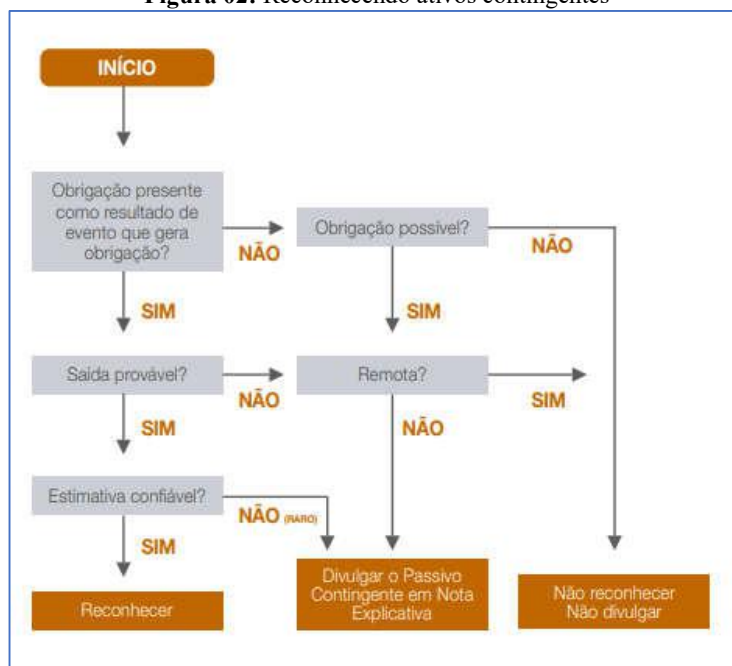 Figura 02: Reconhecendo ativos contingentes
INÍCIO
Obrigação presente
como resultado de
evento que gera
obrigação?
NÃO
Obrigação possível?
NÃO
SIM
SIM
Saída provável?
NÃO
Remota?
SIM
SIM
NÃO
Estimativa confiável?
NÃO (RARO)
SIM
Reconhecer
Divulgar o Passivo
Contingente em Nota
Explicativa
Não reconhecer
Não divulgar